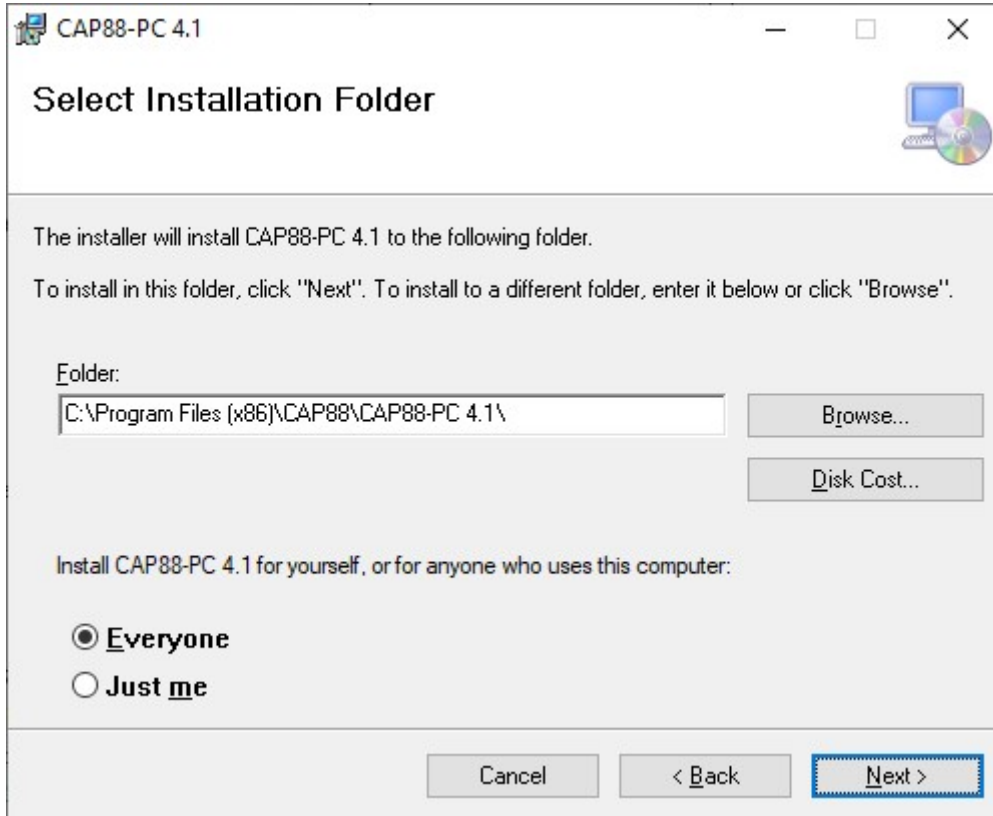 CAP88-PC 4.1
Select Installation Folder
The installer will install CAP88-PC 4.1 to the following folder.
To install in this folder, click "Next". To install to a different folder, enter it below or click "Browse".
Folder:
C:\Program Files (x86)\CAP88\CAP88-PC 4.1\
Browse...
Disk Cost...
Install CAP88-PC 4.1 for yourself, or for anyone who uses this computer:
Everyone
Just me
Cancel
< Back
Next >